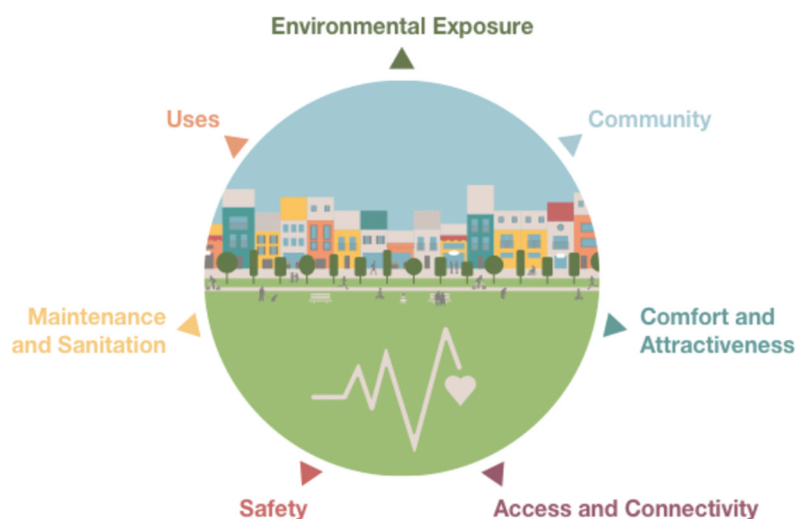 Environmental Exposure
Uses
Community
Maintenance
and Sanitation
Comfort and
Attractiveness
Safety
Access and Connectivity